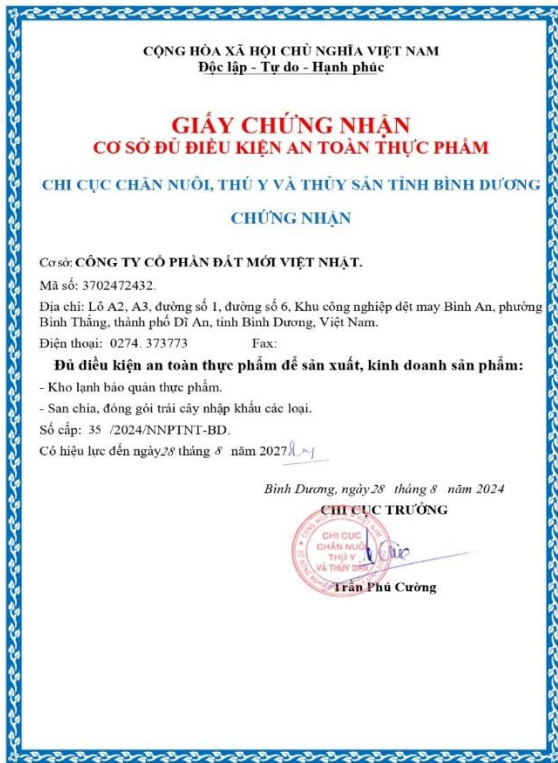 CỘNG HÒA XÃ HỘI CHỦ NGHĨA VIỆT NAM
Độc lập - Tự do - Hạnh phúc
GIẤY CHỨNG NHẬN
CƠ SỞ ĐỦ ĐIỀU KIỆN AN TOÀN THỰC PHẨM
CHI CỤC CHĂN NUÔI, THÚ Y VÀ THỦY SẢN TỈNH BÌNH DƯƠNG
CHỨNG NHẬN
Cơ sở: CÔNG TY CỔ PHẦN ĐẤT MỚI VIỆT NHẬT.
Mã số: 3702472432.
Địa chỉ: Lô A2, A3, đường số 1, đường số 6, Khu công nghiệp dệt may Bình An, phường
Bình Thắng, thành phố Dĩ An, tỉnh Bình Dương, Việt Nam.
Điện thoại: 0274. 373773 Fax:
Đủ điều kiện an toàn thực phẩm để sản xuất, kinh doanh sản phẩm:
- Kho lạnh bảo quản thực phẩm.
- San chia, đóng gói trái cây nhập khẩu các loại.
Số cấp: 35 /2024/NNPTNT-BD.
Có hiệu lực đến ngày 28 tháng 8 năm 2027
Bình Dương, ngày 28 tháng 8 năm 2024
CHI CỤC TRƯỞNG
CHI CỤC
CHĂN NUÔI
THÚ Y
VÀ THỦY SẢN
Trần Phú Cường